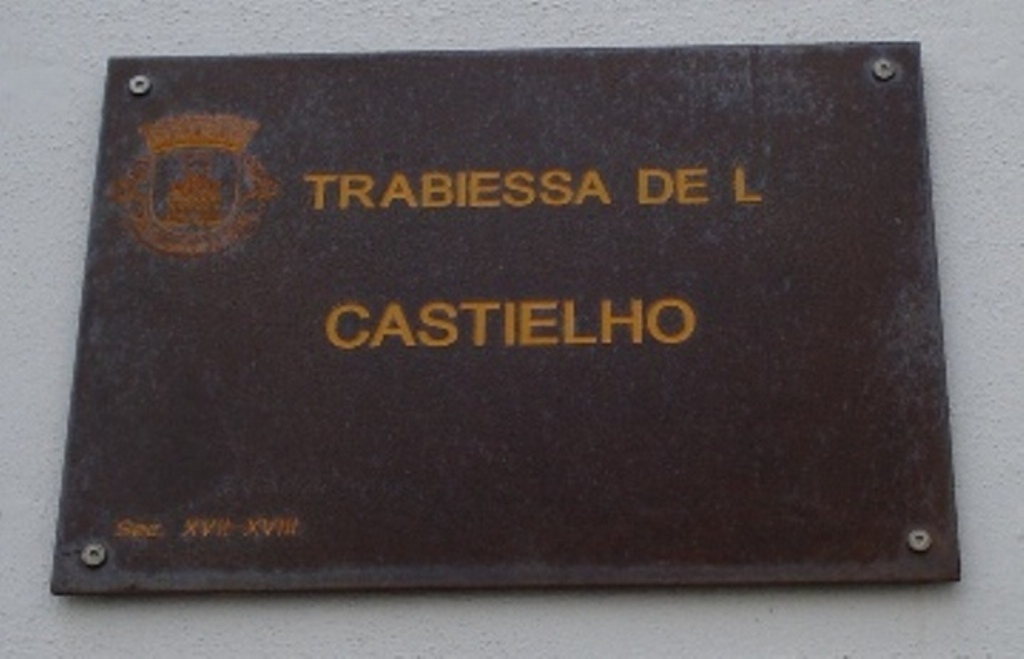 TRABIESSA DE L
CASTIELHO
Sec. XVII-XVIII